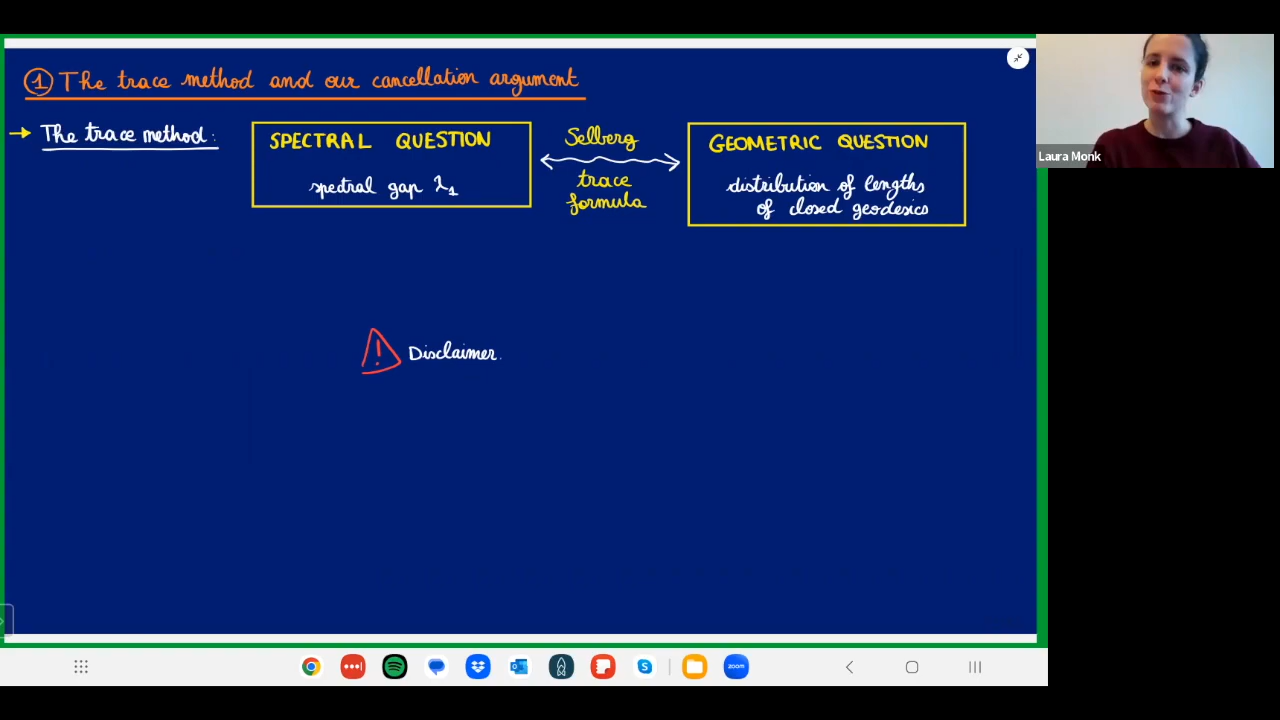 ① The trace method and our cancellation argument
→ The trace method:
SPECTRAL QUESTION
spectral gap λ₁
Selberg
trace
formula
GEOMETRIC QUESTION
distribution of lengths
of closed geodesics
Disclaimer.
Laura Monk
zoom